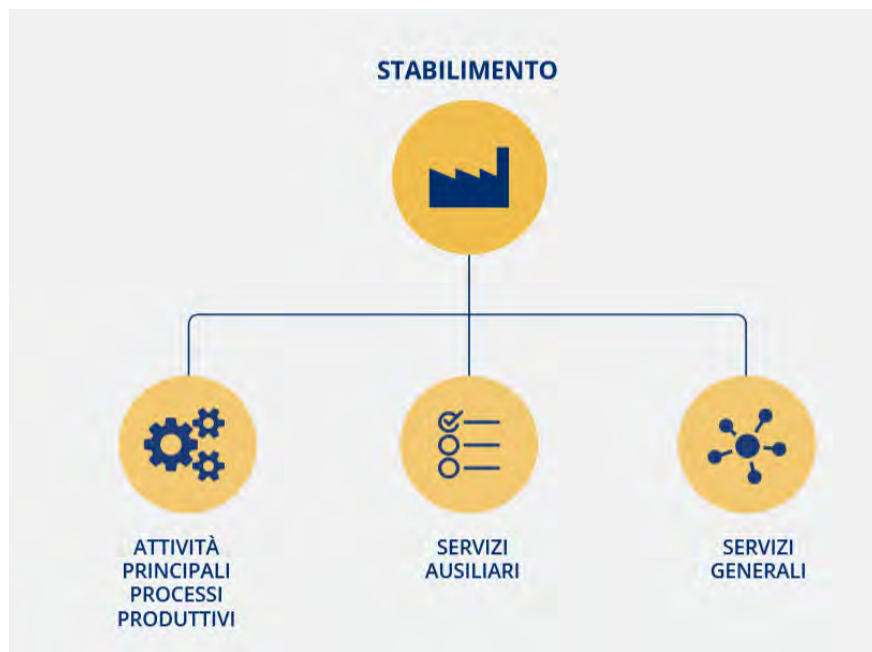 STABILIMENTO
ATTIVITÀ
PRINCIPALI
PROCESSI
PRODUTTIVI
SERVIZI
AUSILIARI
SERVIZI
GENERALI